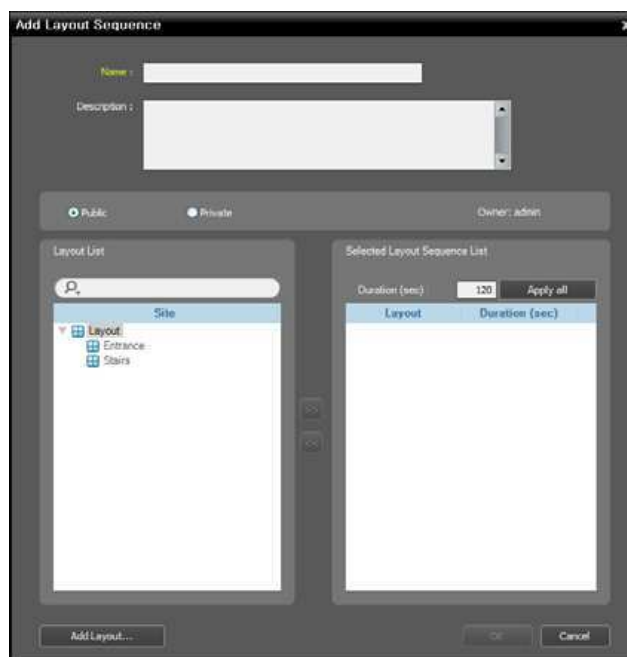 Add Layout Sequence
Name :
Description :
Public
Private
Owner: admin
Layout List
Site
Layout
Entrance
Stairs
>>
<<
Selected Layout Sequence List
Duration (sec)
120
Apply all
Layout
Duration (sec)
Add Layout...
OK
Cancel